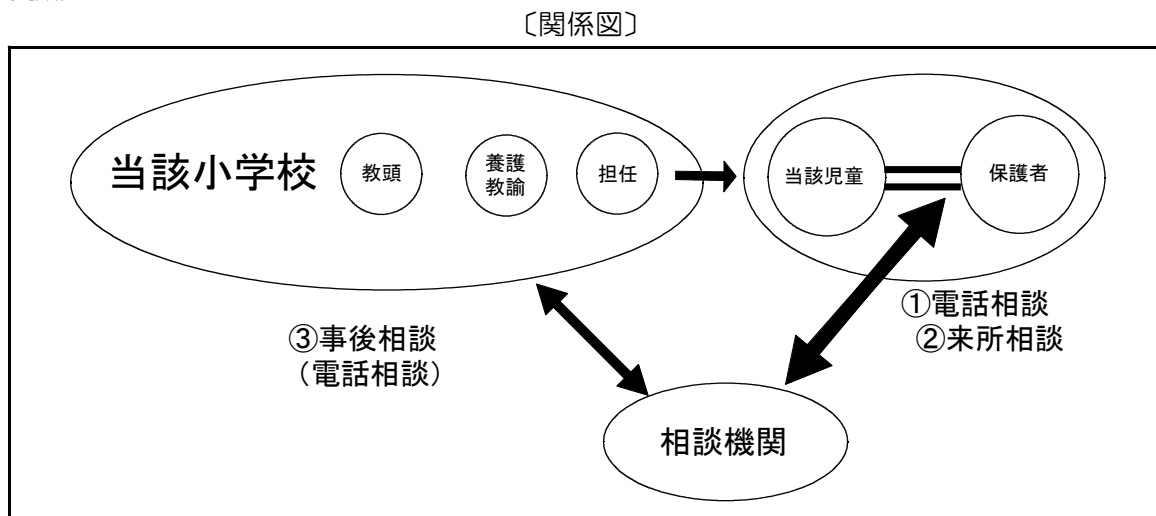 〔関係図〕
当該小学校
教頭
養護
教諭
担任
当該児童
保護者
①電話相談
②来所相談
③事後相談
（電話相談）
相談機関